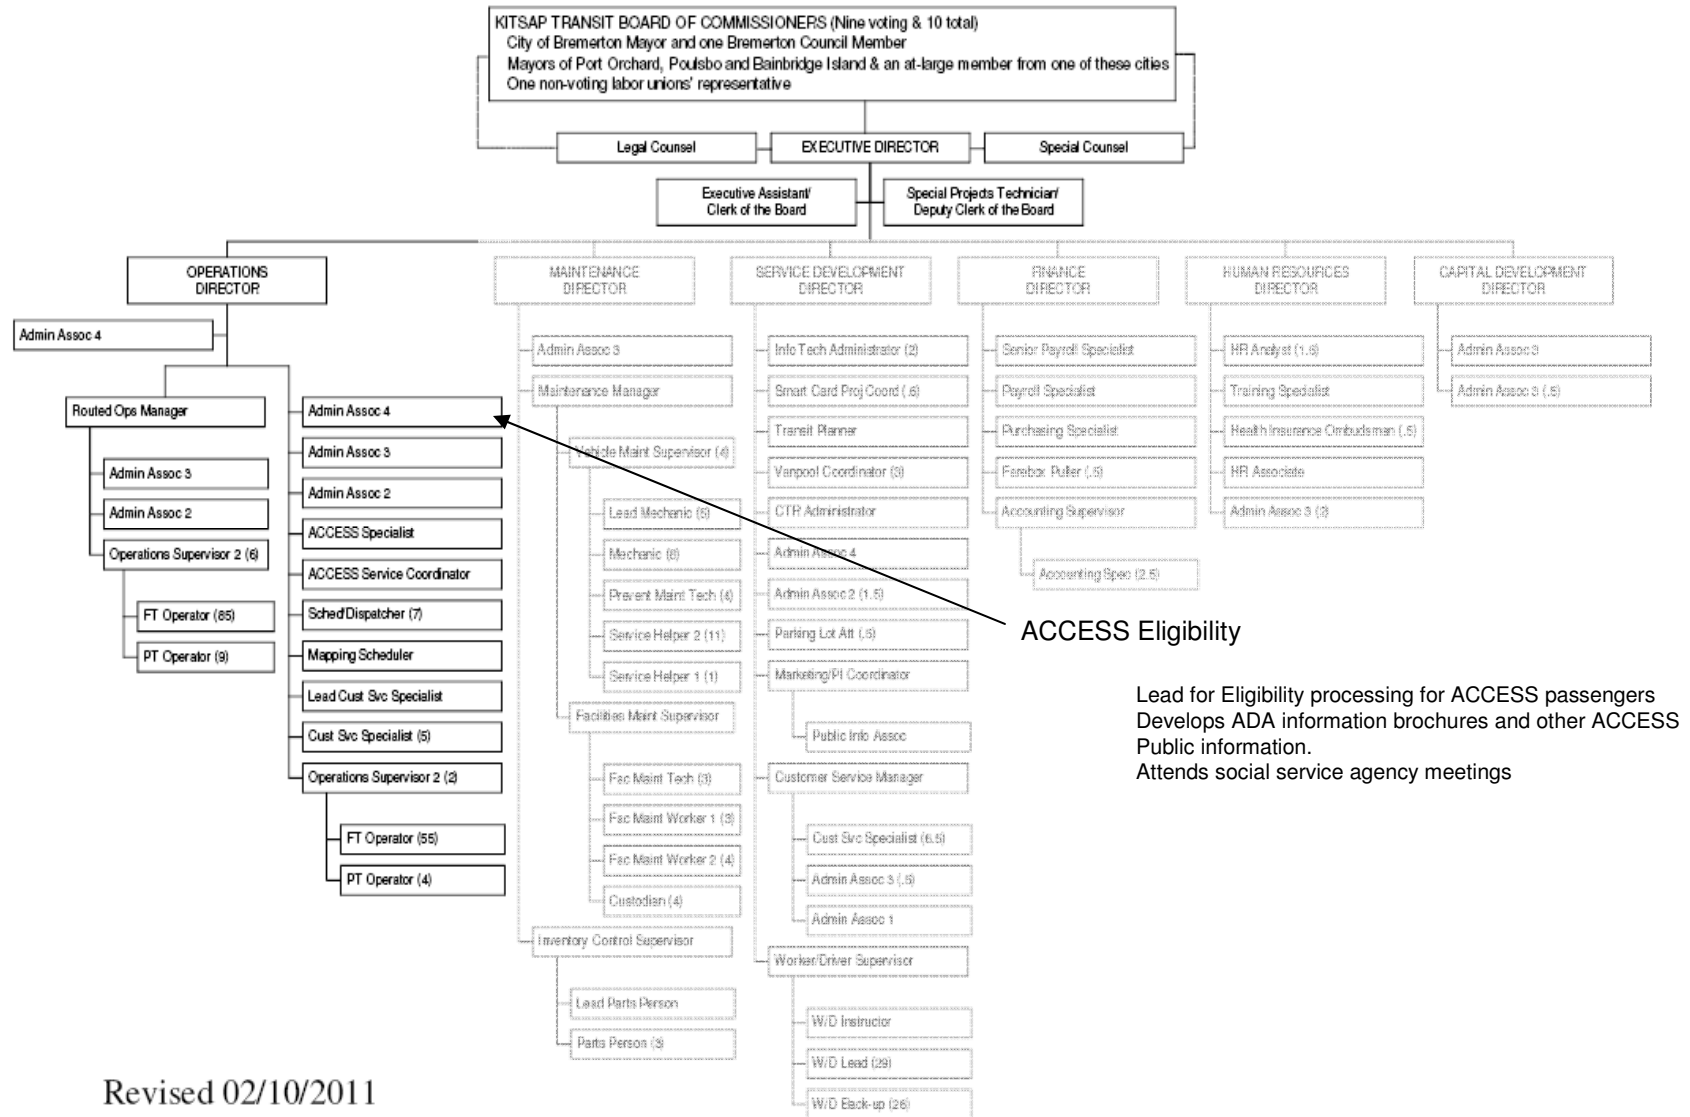 KITSAP TRANSIT BOARD OF COMMISSIONERS (Nine voting & 10 total)
City of Bremerton Mayor and one Bremerton Council Member
Mayors of Port Orchard, Poulsbo and Bainbridge Island & an at-large member from one of these cities
One non-voting labor unions' representative
Legal Counsel
EXECUTIVE DIRECTOR
Special Counsel
Executive Assistant/
Clerk of the Board
Special Projects Technician/
Deputy Clerk of the Board
OPERATIONS
DIRECTOR
Admin Assoc 4
Routed Ops Manager
Admin Assoc 3
Admin Assoc 2
Operations Supervisor 2 (6)
FT Operator (85)
PT Operator (9)
Admin Assoc 4
Admin Assoc 3
Admin Assoc 2
ACCESS Specialist
ACCESS Service Coordinator
Sched/Dispatcher (7)
Mapping Scheduler
Lead Cust Svc Specialist
Cust Svc Specialist (5)
Operations Supervisor 2 (2)
FT Operator (55)
PT Operator (4)
MAINTENANCE
DIRECTOR
Admin Assoc 3
Maintenance Manager
Vehicle Maint Supervisor (4)
Lead Mechanic (5)
Mechanic (8)
Prevent Maint Tech (4)
Service Helper 2 (11)
Service Helper 1 (1)
Facilities Maint Supervisor
Fac Maint Tech (3)
Fac Maint Worker 1 (3)
Fac Maint Worker 2 (4)
Custodian (4)
Inventory Control Supervisor
Lead Parts Person
Parts Person (3)
SERVICE DEVELOPMENT
DIRECTOR
Info Tech Administrator (2)
Smart Card Proj Coord (.6)
Transit Planner
Vanpool Coordinator (3)
CTR Administrator
Admin Assoc 4
Admin Assoc 2 (1.5)
Parking Lot Att (.5)
Marketing/PI Coordinator
Public Info Assoc
Customer Service Manager
Cust Svc Specialist (6.5)
Admin Assoc 3 (.5)
Admin Assoc 1
Worker/Driver Supervisor
W/D Instructor
W/D Lead (29)
W/D Back-up (26)
FINANCE
DIRECTOR
Senior Payroll Specialist
Payroll Specialist
Purchasing Specialist
Farebox Puller (.5)
Accounting Supervisor
Accounting Spec (2.5)
HUMAN RESOURCES
DIRECTOR
HR Analyst (1.5)
Training Specialist
Health Insurance Ombudsman (.5)
HR Associate
Admin Assoc 3
CAPITAL DEVELOPMENT
DIRECTOR
Admin Assoc 3
Admin Assoc 3 (.5)
ACCESS Eligibility
Lead for Eligibility processing for ACCESS passengers
Develops ADA information brochures and other ACCESS
Public information.
Attends social service agency meetings
Revised 02/10/2011